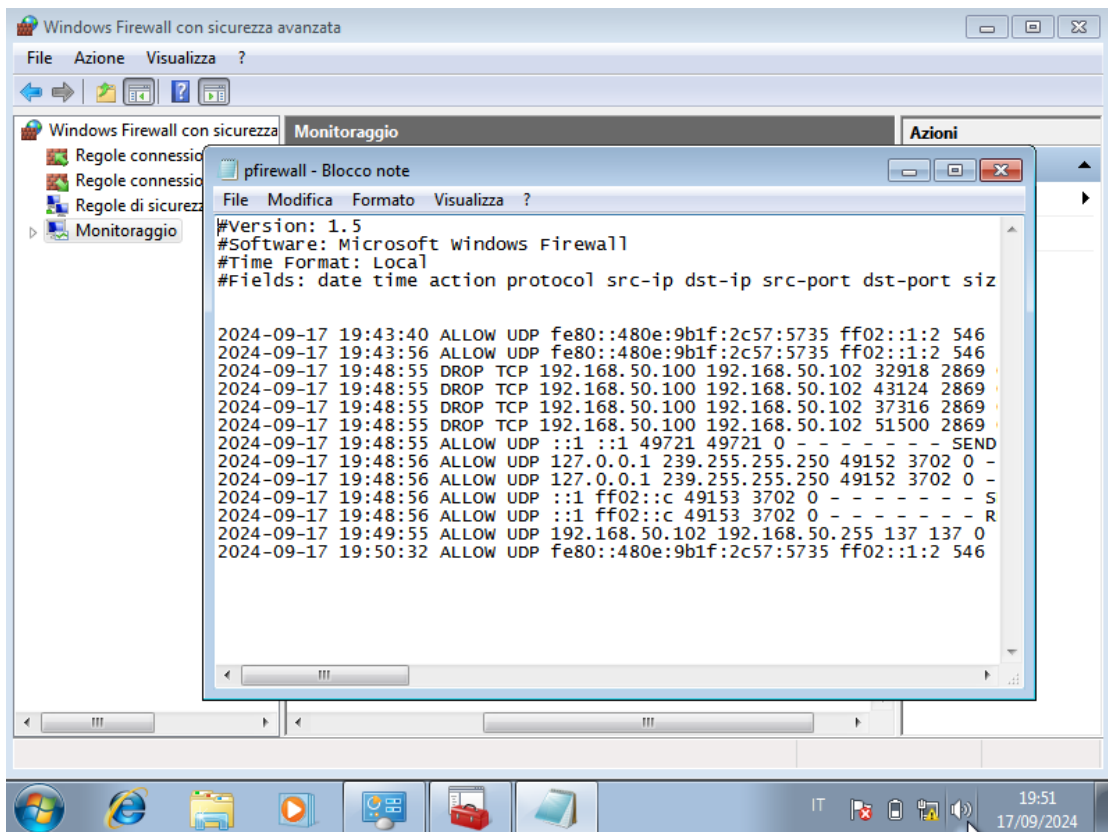 Windows Firewall con sicurezza avanzata
File Azione Visualizza ?
Windows Firewall con sicurezza
Regole connessio
Regole connessio
Regole di sicurezz
Monitoraggio
Monitoraggio
Azioni
pfirewall - Blocco note
File Modifica Formato Visualizza ?
#Version: 1.5
#Software: Microsoft Windows Firewall
#Time Format: Local
#Fields: date time action protocol src-ip dst-ip src-port dst-port siz
2024-09-17 19:43:40 ALLOW UDP fe80::480e:9b1f:2c57:5735 ff02::1:2 546
2024-09-17 19:43:56 ALLOW UDP fe80::480e:9b1f:2c57:5735 ff02::1:2 546
2024-09-17 19:48:55 DROP TCP 192.168.50.100 192.168.50.102 32918 2869
2024-09-17 19:48:55 DROP TCP 192.168.50.100 192.168.50.102 43124 2869
2024-09-17 19:48:55 DROP TCP 192.168.50.100 192.168.50.102 37316 2869
2024-09-17 19:48:55 DROP TCP 192.168.50.100 192.168.50.102 51500 2869
2024-09-17 19:48:55 ALLOW UDP ::1 ::1 49721 49721 0 - - - - - - - SEND
2024-09-17 19:48:56 ALLOW UDP 127.0.0.1 239.255.255.250 49152 3702 0 -
2024-09-17 19:48:56 ALLOW UDP 127.0.0.1 239.255.255.250 49152 3702 0 -
2024-09-17 19:48:56 ALLOW UDP ::1 ff02::c 49153 3702 0 - - - - - - - S
2024-09-17 19:48:56 ALLOW UDP ::1 ff02::c 49153 3702 0 - - - - - - - R
2024-09-17 19:49:55 ALLOW UDP 192.168.50.102 192.168.50.255 137 137 0
2024-09-17 19:50:32 ALLOW UDP fe80::480e:9b1f:2c57:5735 ff02::1:2 546
IT
19:51
17/09/2024